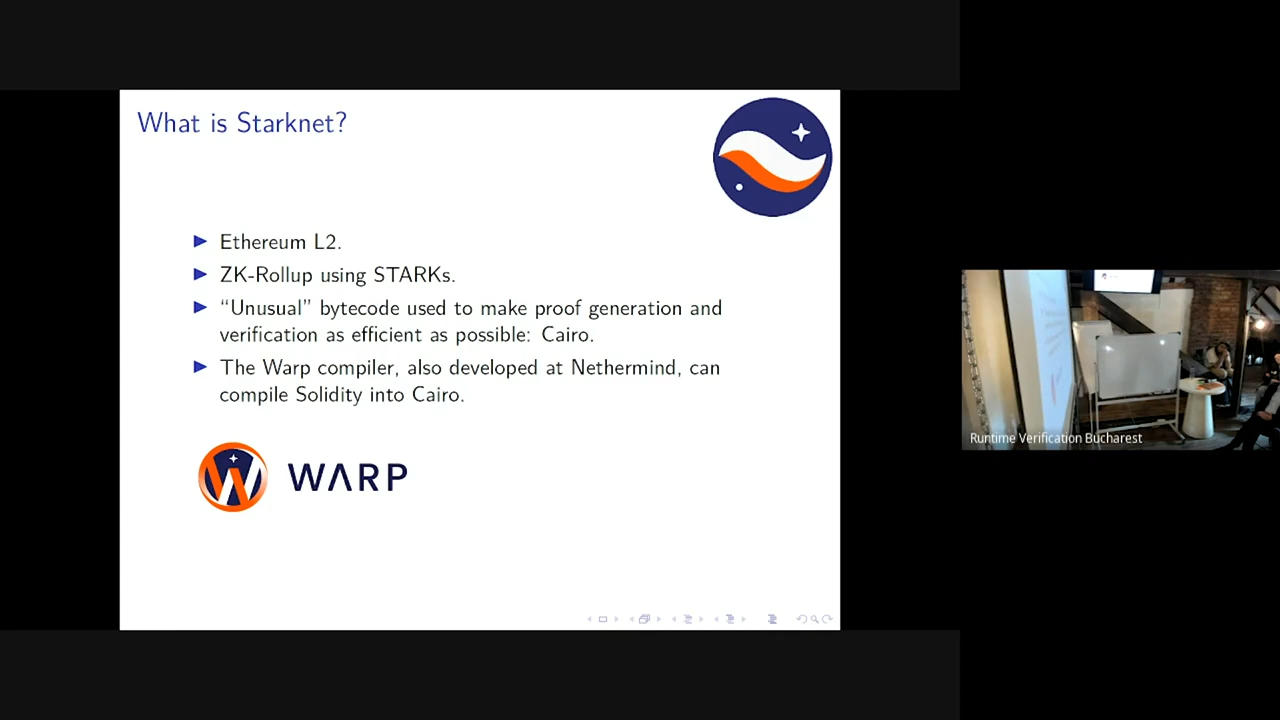 What is Starknet?
Ethereum L2.
ZK-Rollup using STARKs.
“Unusual” bytecode used to make proof generation and
verification as efficient as possible: Cairo.
The Warp compiler, also developed at Nethermind, can
compile Solidity into Cairo.
WARP
Runtime Verification Bucharest